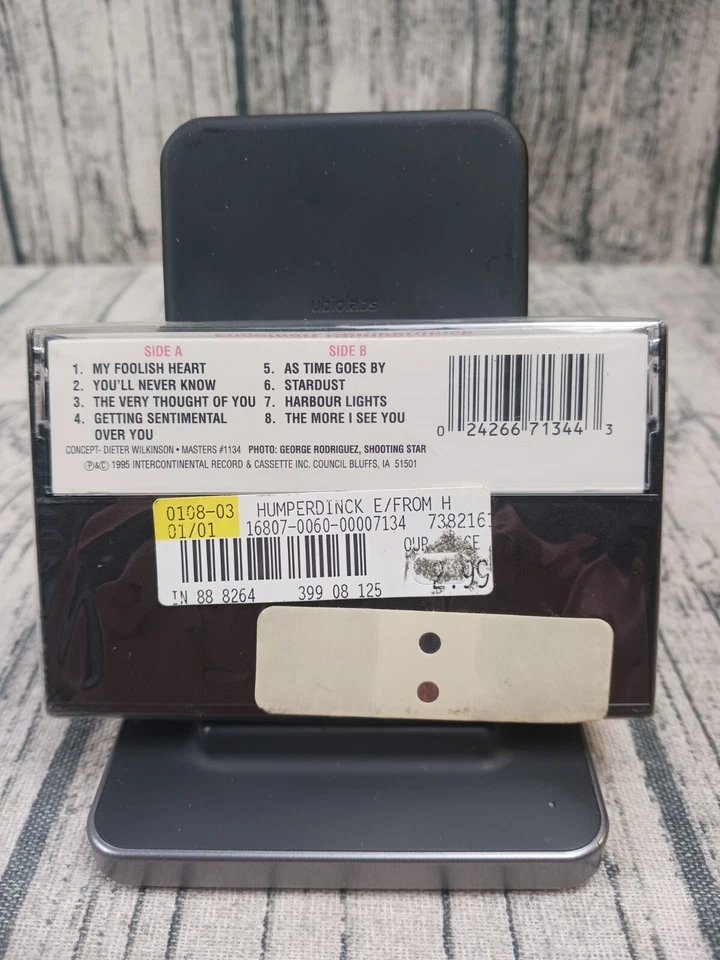 ubiolabs
SIDE A
1. MY FOOLISH HEART
2. YOU'LL NEVER KNOW
3. THE VERY THOUGHT OF YOU
4. GETTING SENTIMENTAL
OVER YOU
SIDE B
5. AS TIME GOES BY
6. STARDUST
7. HARBOUR LIGHTS
8. THE MORE I SEE YOU
CONCEPT- DIETER WILKINSON • MASTERS #1134 PHOTO: GEORGE RODRIGUEZ, SHOOTING STAR
Ⓟ&© 1995 INTERCONTINENTAL RECORD & CASSETTE INC. COUNCIL BLUFFS, IA 51501
0 24266 71344 3
0108-03 HUMPERDINCK E/FROM H
01/01 16807-0060-00007134 738216
OUR
2.99
IN 88 8264 399 08 125